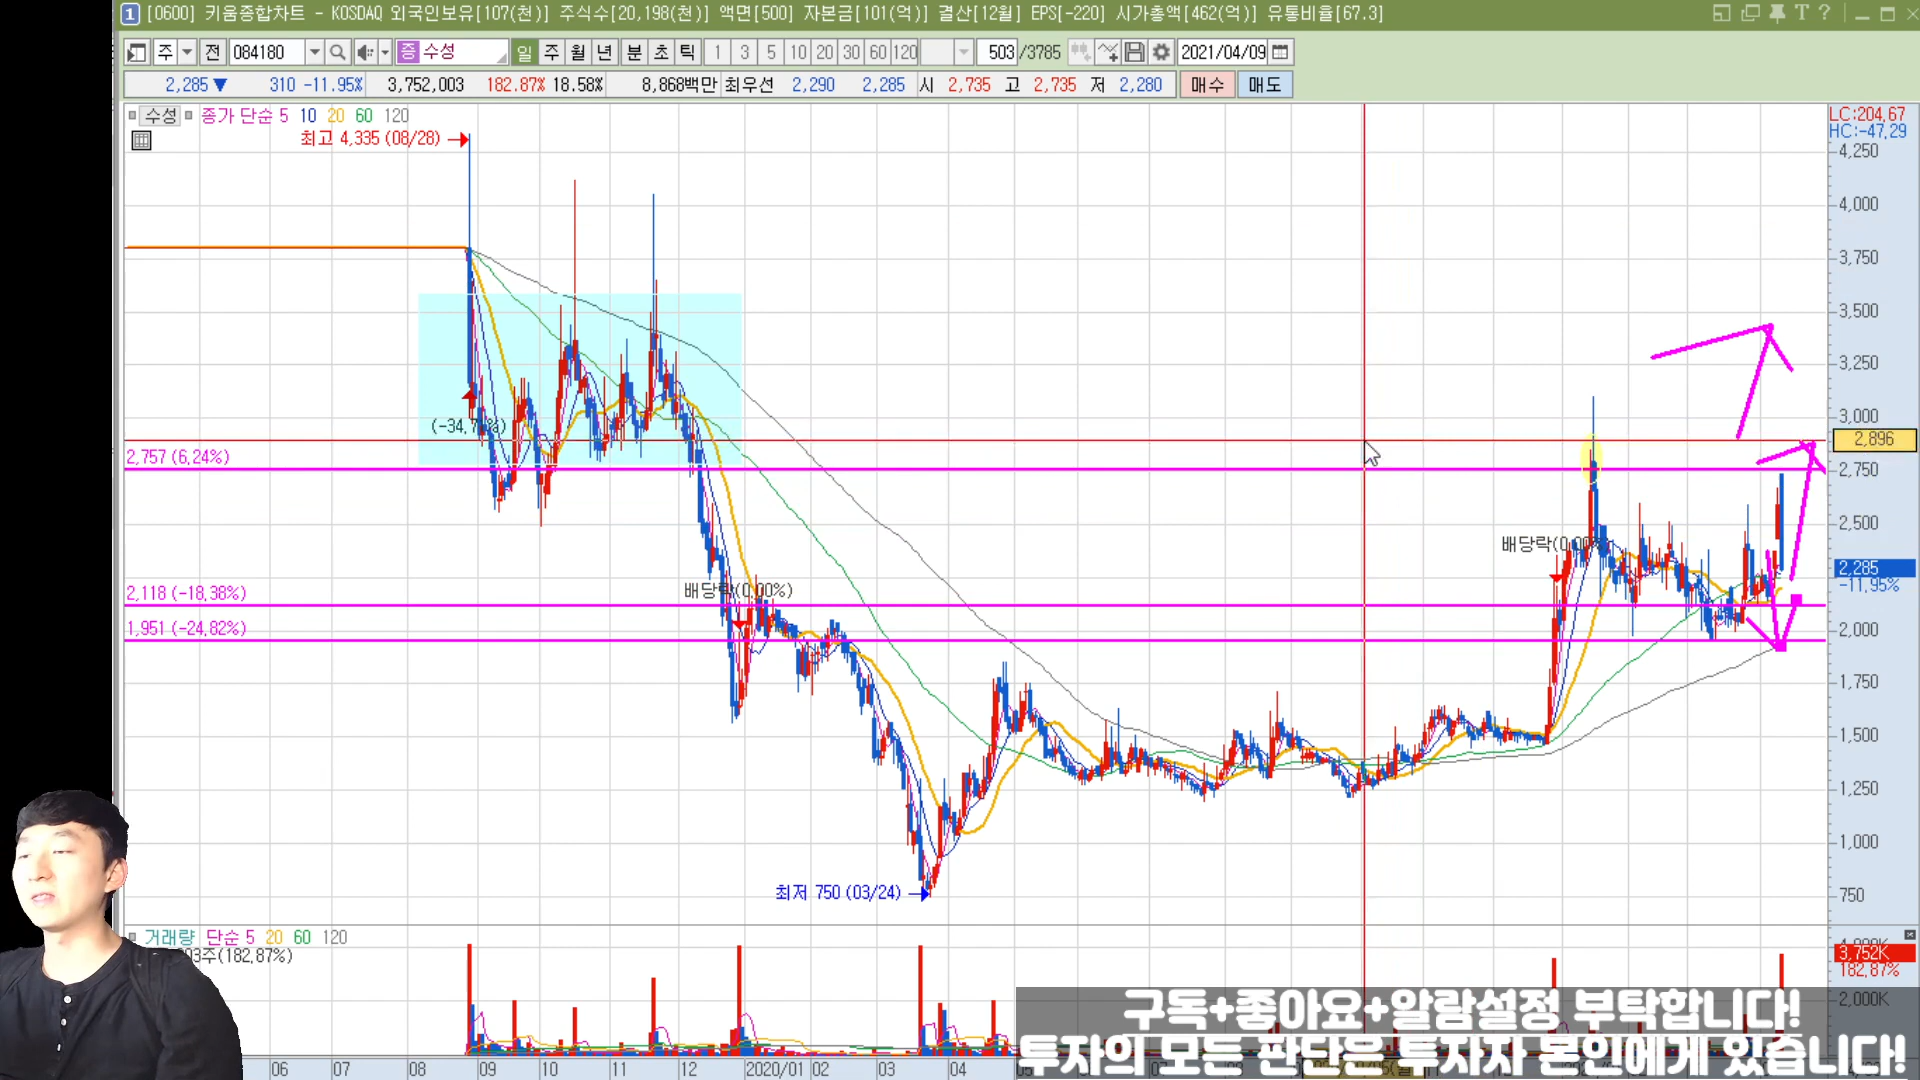 1 [0600] 키움종합차트 - KOSDAQ 외국인보유[107(천)] 주식수[20,198(천)] 액면[500] 자본금[101(억)] 결산[12월] EPS[-220] 시가총액[462(억)] 유통비율[67.3]
주 전 084180 증 수성 일 주 월 년 분 초 틱 1 3 5 10 20 30 60 120 503 /3785 2021/04/09
2,285 ▼ 310 -11.95% 3,752,003 182.87% 18.58% 8,868백만 최우선 2,290 2,285 시 2,735 고 2,735 저 2,280 매수 매도
수성 종가 단순 5 10 20 60 120
LC:204.67
HC:-47.29
최고 4,335 (08/28)
4,250
4,000
3,750
3,500
3,250
3,000
2,896
2,757 (6.24%)
2,750
2,500
배당락
2,285
-11.95%
2,118 (-18.38%)
배당락(0.00%)
1,951 (-24.82%)
2,000
1,750
1,500
1,250
1,000
최저 750 (03/24)
750
거래량 단순 5 20 60 120
03주(182.87%)
3,752K
182.87%
2,000K
구독+좋아요+알람설정 부탁합니다!
투자의 모든 판단은 투자자 본인에게 있습니다!
06 07 08 09 10 11 12 2020/01 02 03 04